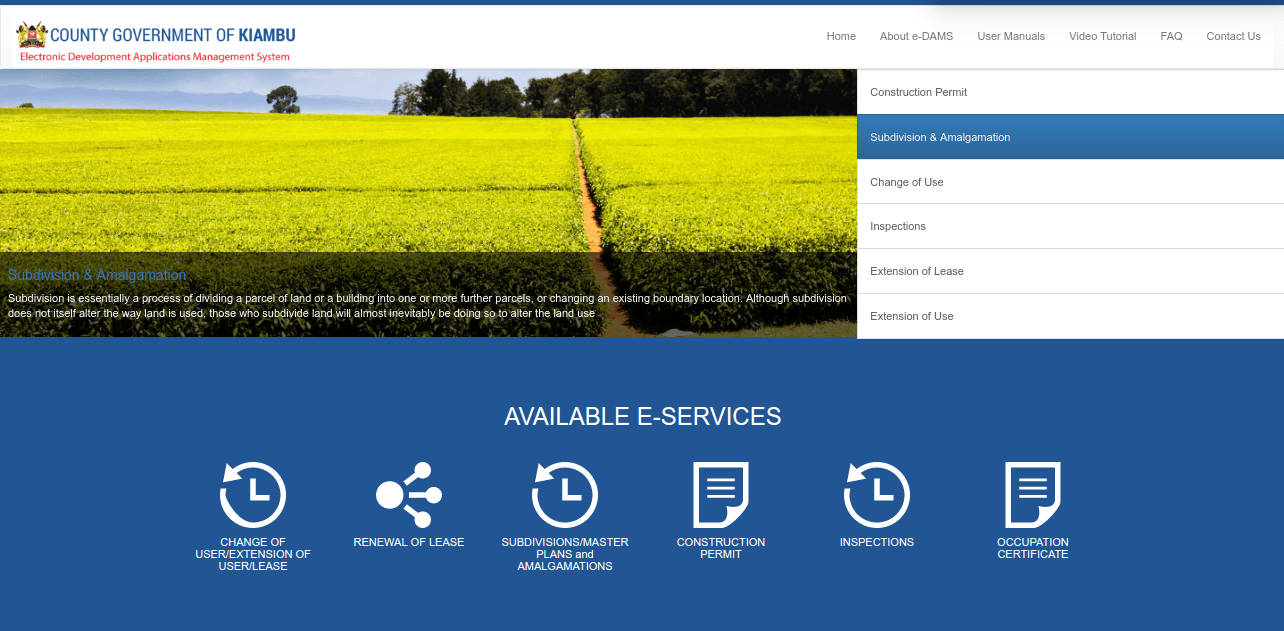 COUNTY GOVERNMENT OF KIAMBU
Electronic Development Applications Management System
Home
About e-DAMS
User Manuals
Video Tutorial
FAQ
Contact Us
Construction Permit
Subdivision & Amalgamation
Change of Use
Inspections
Extension of Lease
Extension of Use
Subdivision & Amalgamation
Subdivision is essentially a process of dividing a parcel of land or a building into one or more further parcels, or changing an existing boundary location. Although subdivision
does not itself alter the way land is used, those who subdivide land will almost inevitably be doing so to alter the land use
AVAILABLE E-SERVICES
CHANGE OF
USER/EXTENSION OF
USER/LEASE
RENEWAL OF LEASE
SUBDIVISIONS/MASTER
PLANS and
AMALGAMATIONS
CONSTRUCTION
PERMIT
INSPECTIONS
OCCUPATION
CERTIFICATE